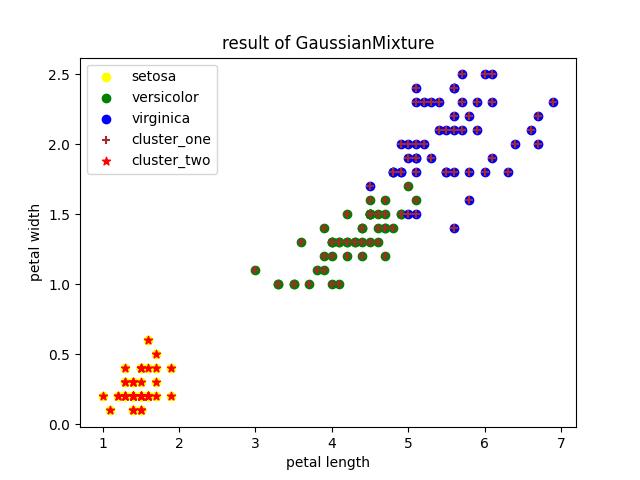 result of GaussianMixture
setosa
versicolor
virginica
cluster_one
cluster_two
2.5
2.0
1.5
1.0
0.5
0.0
petal width
1 2 3 4 5 6 7
petal length